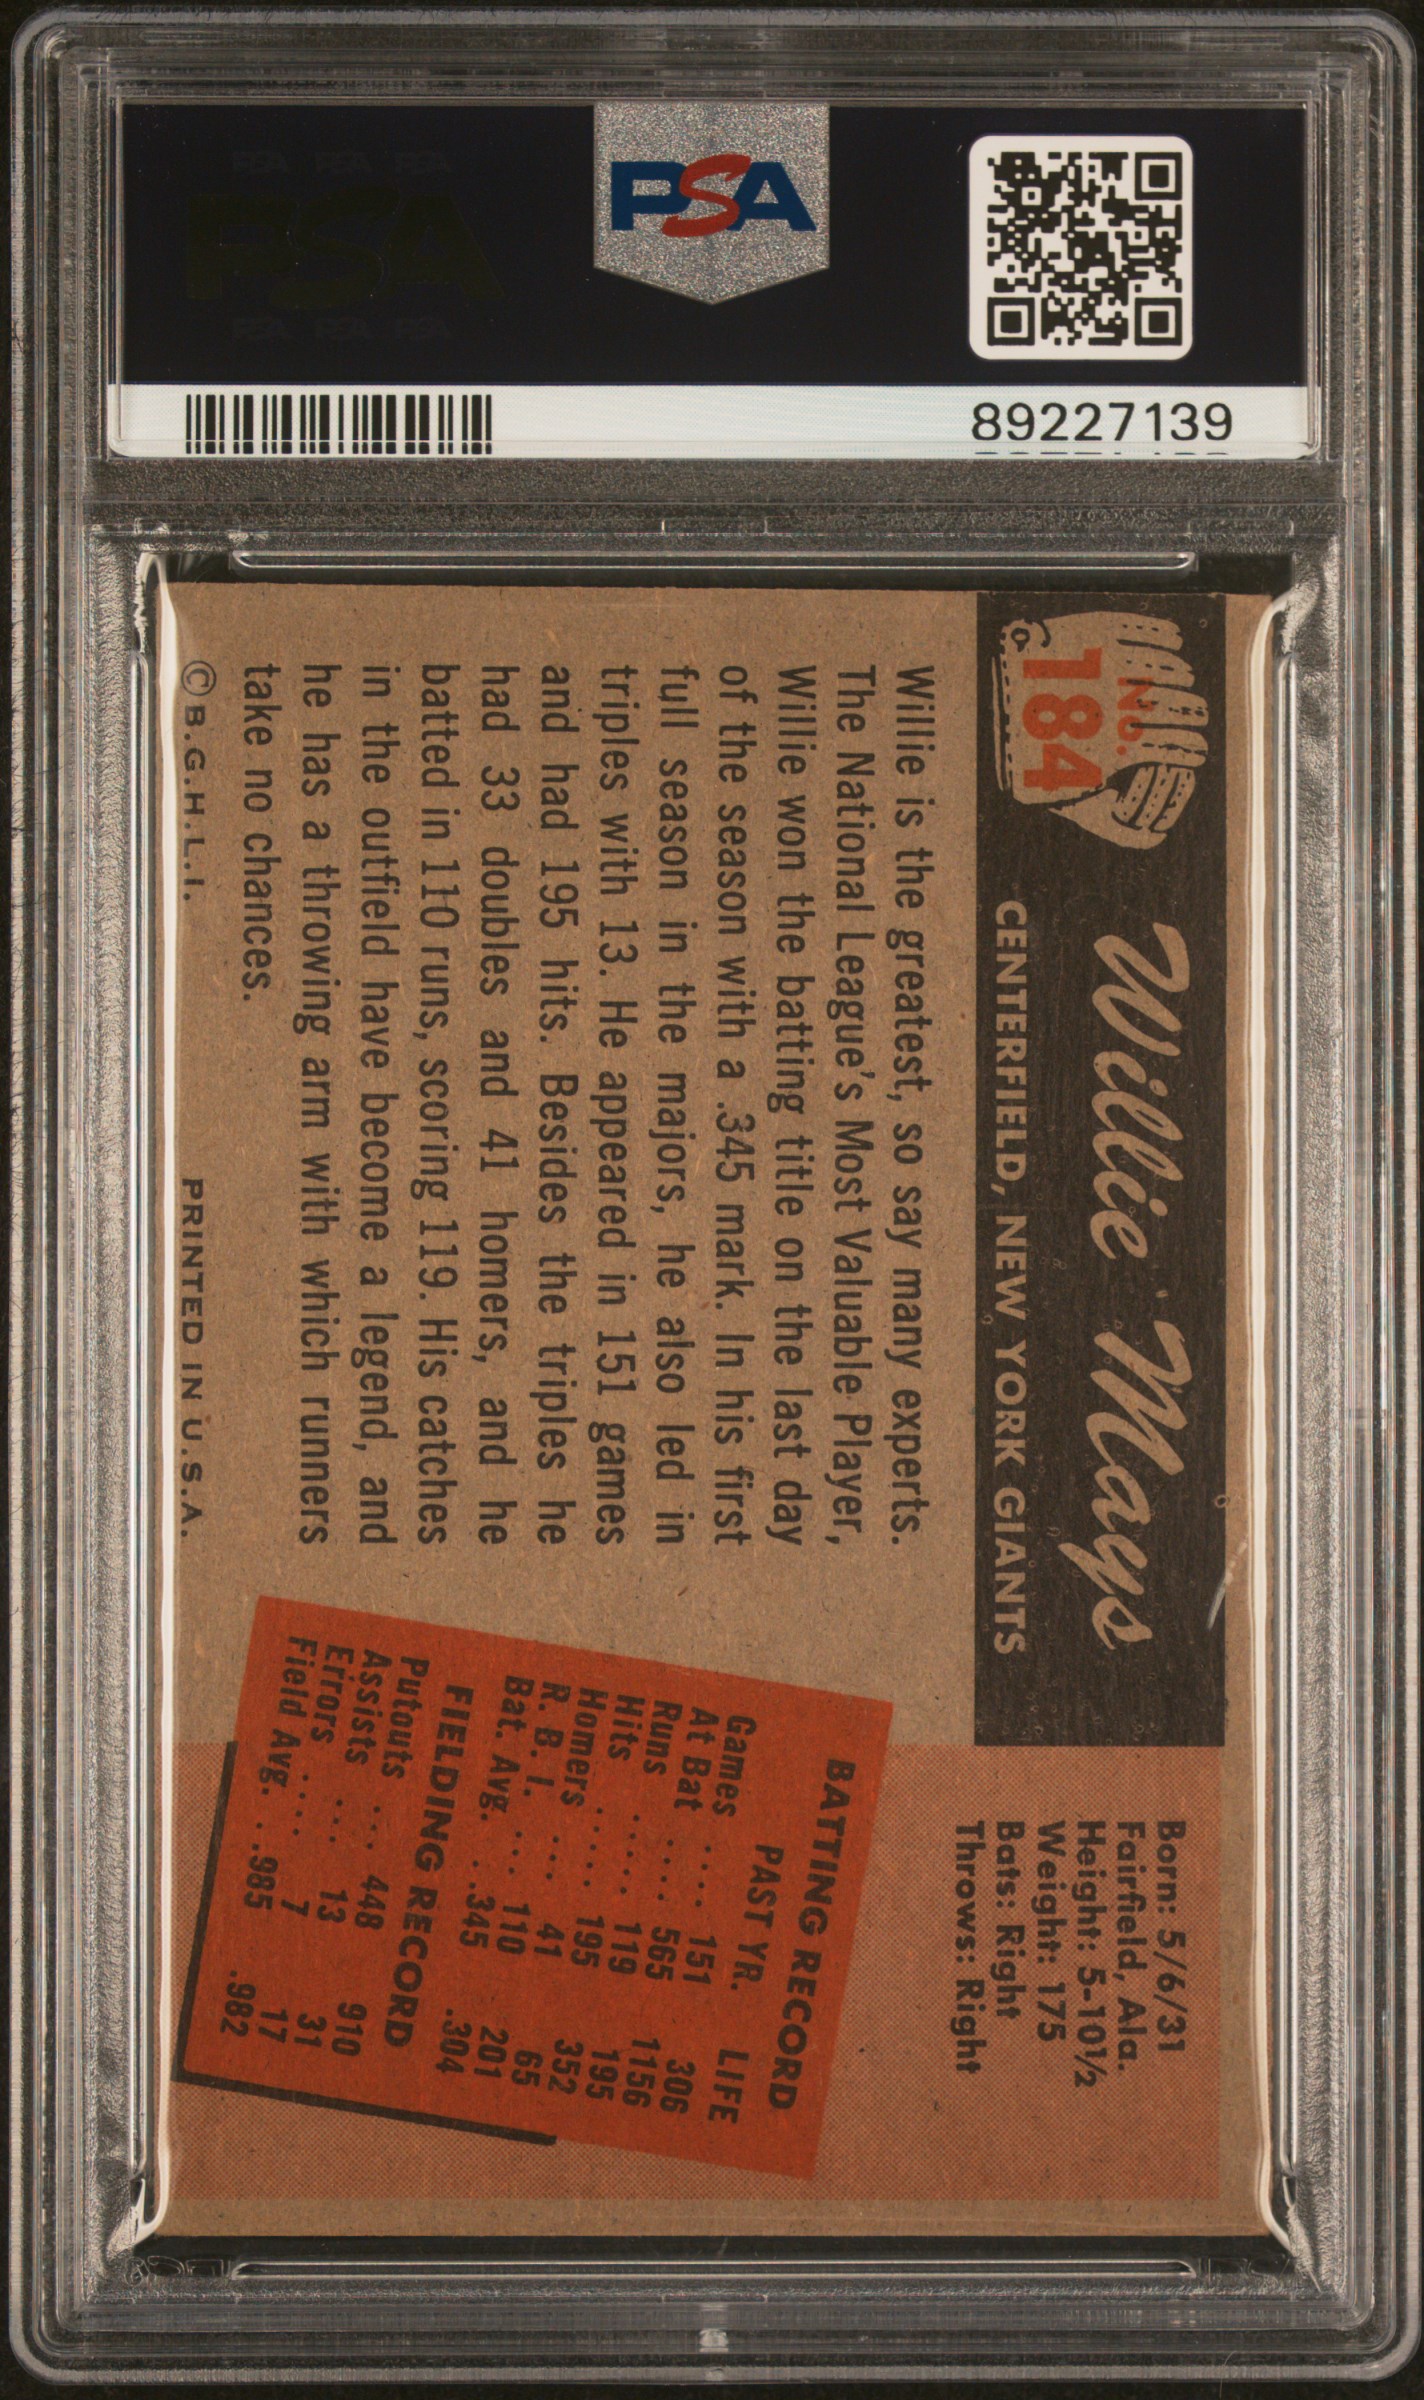 PSA
89227139
No.
184
Willie Mays
CENTERFIELD, NEW YORK GIANTS
Born: 5/6/31
Fairfield, Ala.
Height: 5-10½
Weight: 175
Bats: Right
Throws: Right
Willie is the greatest, so say many experts.
The National League's Most Valuable Player,
Willie won the batting title on the last day
of the season with a .345 mark. In his first
full season in the majors, he also led in
triples with 13. He appeared in 151 games
and had 195 hits. Besides the triples he
had 33 doubles and 41 homers, and he
batted in 110 runs, scoring 119. His catches
in the outfield have become a legend, and
he has a throwing arm with which runners
take no chances.
BATTING RECORD
PAST YR. LIFE
Games .... 151 306
At Bat .... 565 1156
Runs ..... 119 195
Hits ..... 195 352
Homers ... 41 65
R. B. I. ... 110 201
Bat. Avg. . .345 .304
FIELDING RECORD
Putouts ... 448 910
Assists ... 13 31
Errors .... 7 17
Field Avg. . .985 .982
© B.G.H.L.I. PRINTED IN U.S.A.